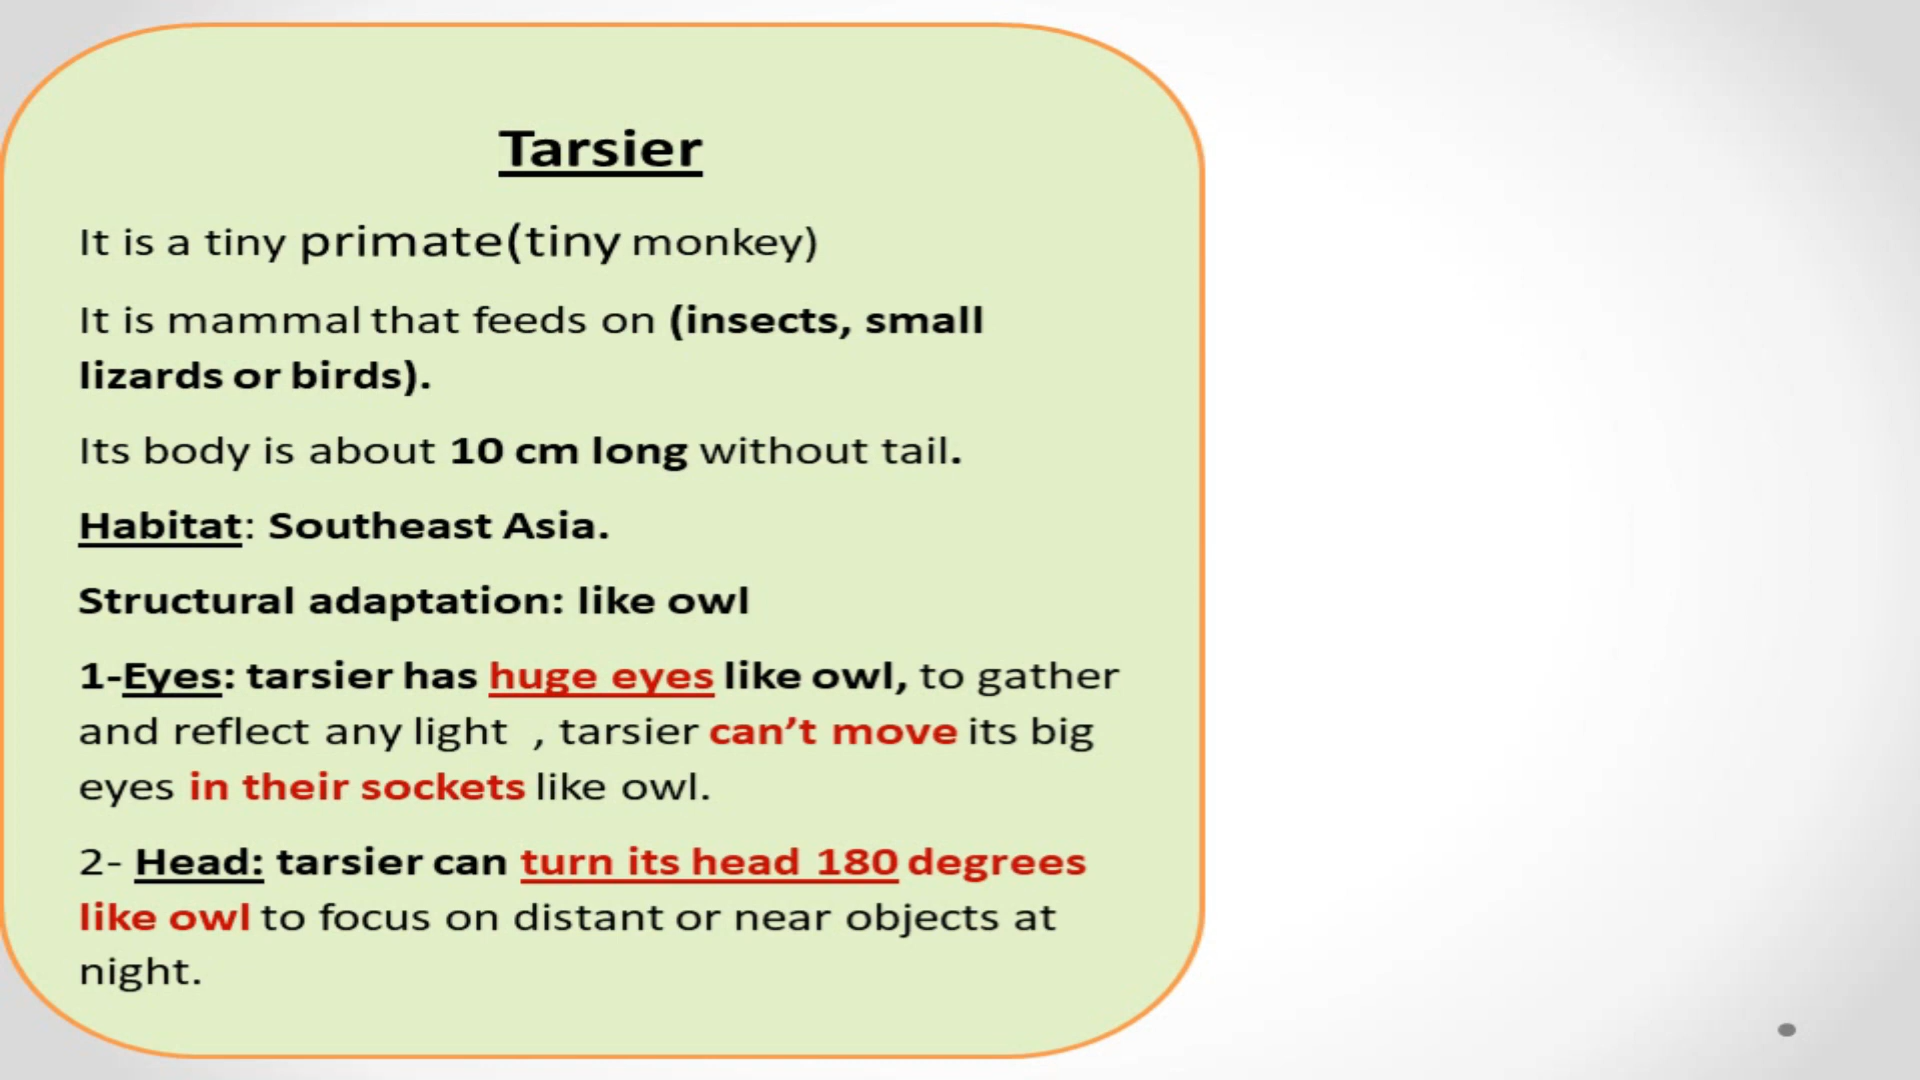 Tarsier
It is a tiny primate(tiny monkey)
It is mammal that feeds on (insects, small
lizards or birds).
Its body is about 10 cm long without tail.
Habitat: Southeast Asia.
Structural adaptation: like owl
1-Eyes: tarsier has huge eyes like owl, to gather
and reflect any light , tarsier can’t move its big
eyes in their sockets like owl.
2- Head: tarsier can turn its head 180 degrees
like owl to focus on distant or near objects at
night.